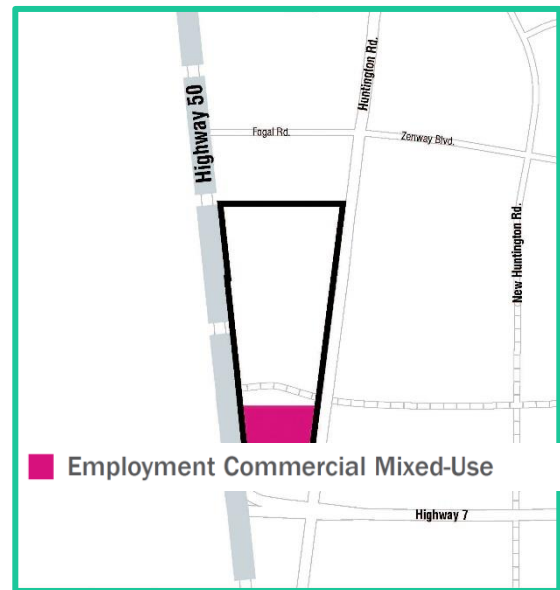 Highway 50
Huntington Rd.
Fogal Rd.
Zenway Blvd.
New Huntington Rd.
Employment Commercial Mixed-Use
Highway 7